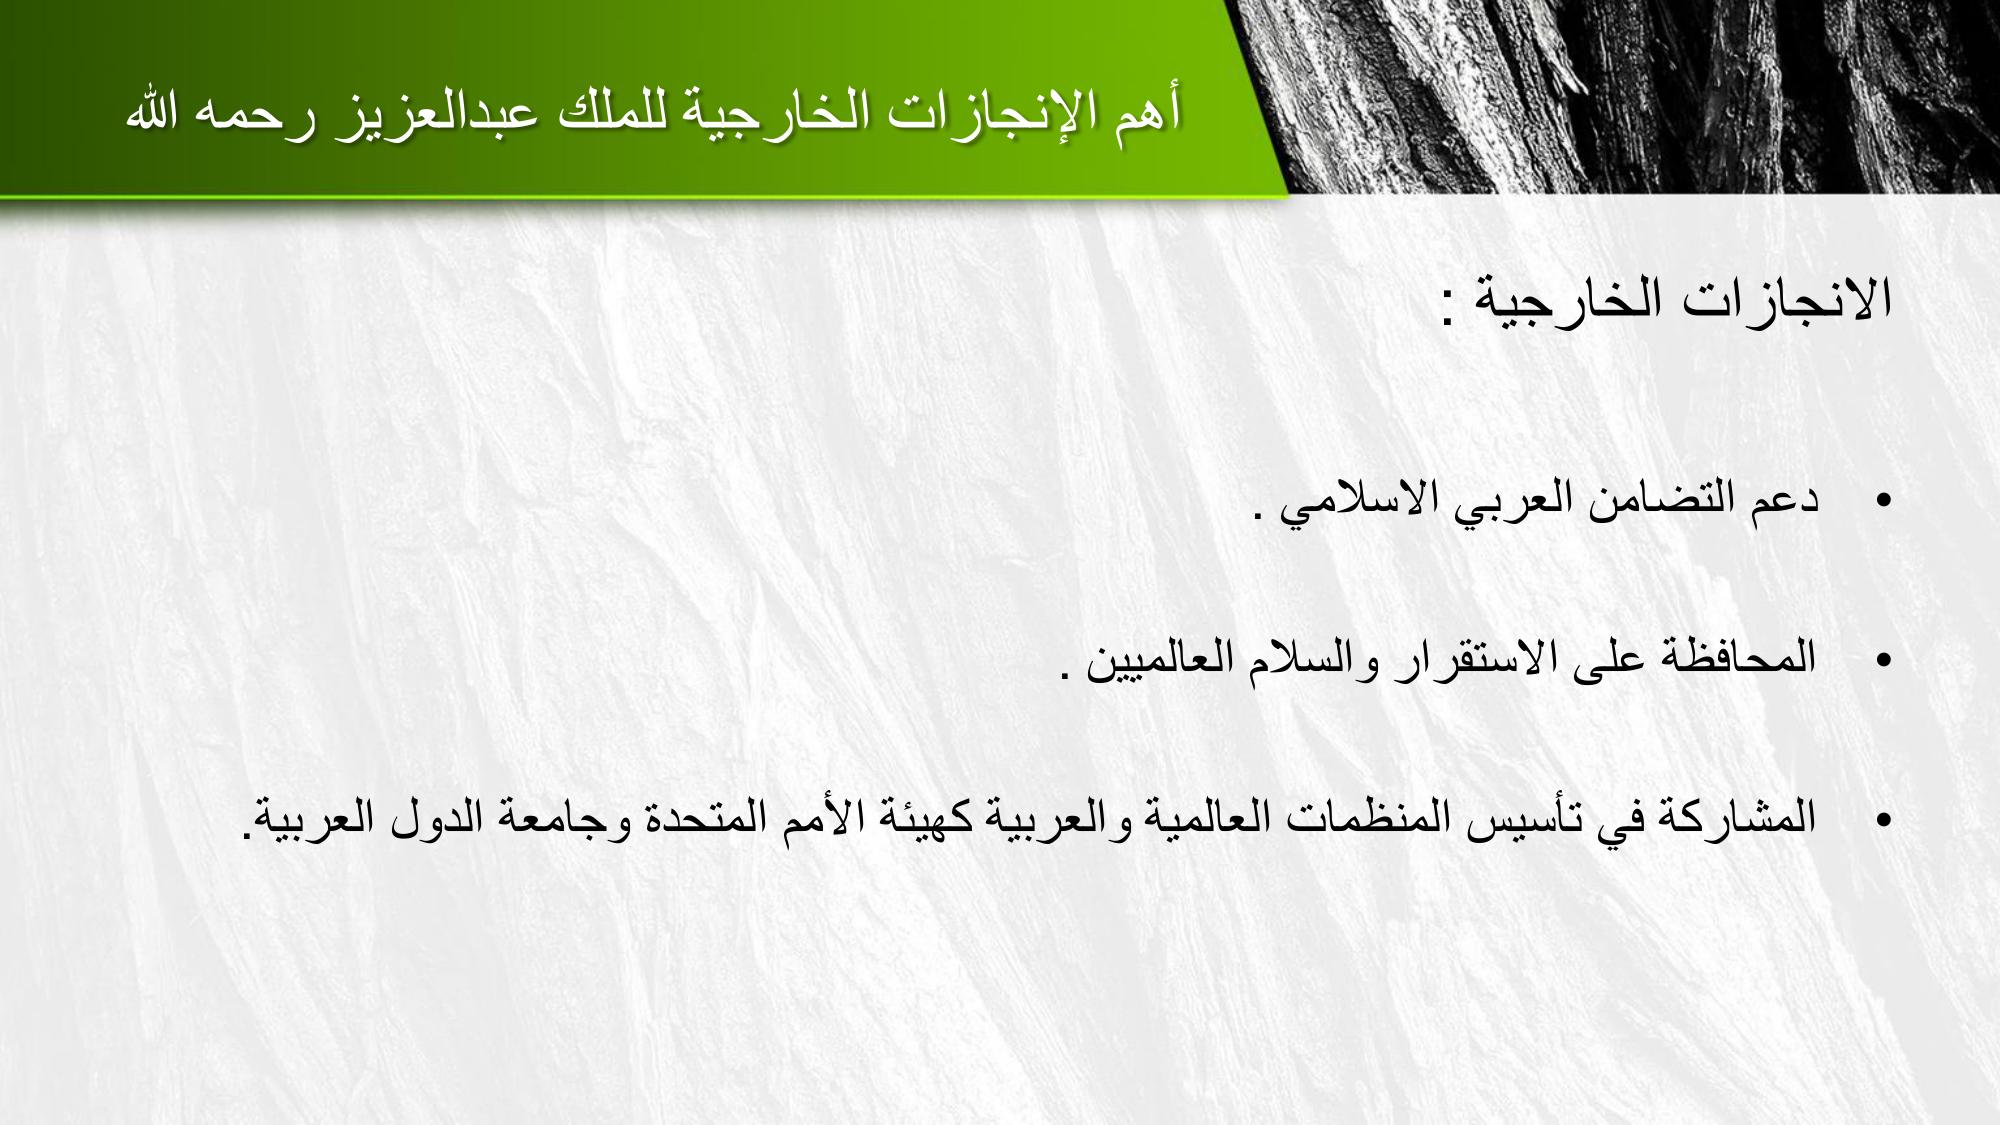 أهم الإنجازات الخارجية للملك عبدالعزيز رحمه الله
الانجازات الخارجية :
• دعم التضامن العربي الاسلامي .
• المحافظة على الاستقرار والسلام العالميين .
• المشاركة في تأسيس المنظمات العالمية والعربية كهيئة الأمم المتحدة وجامعة الدول العربية.